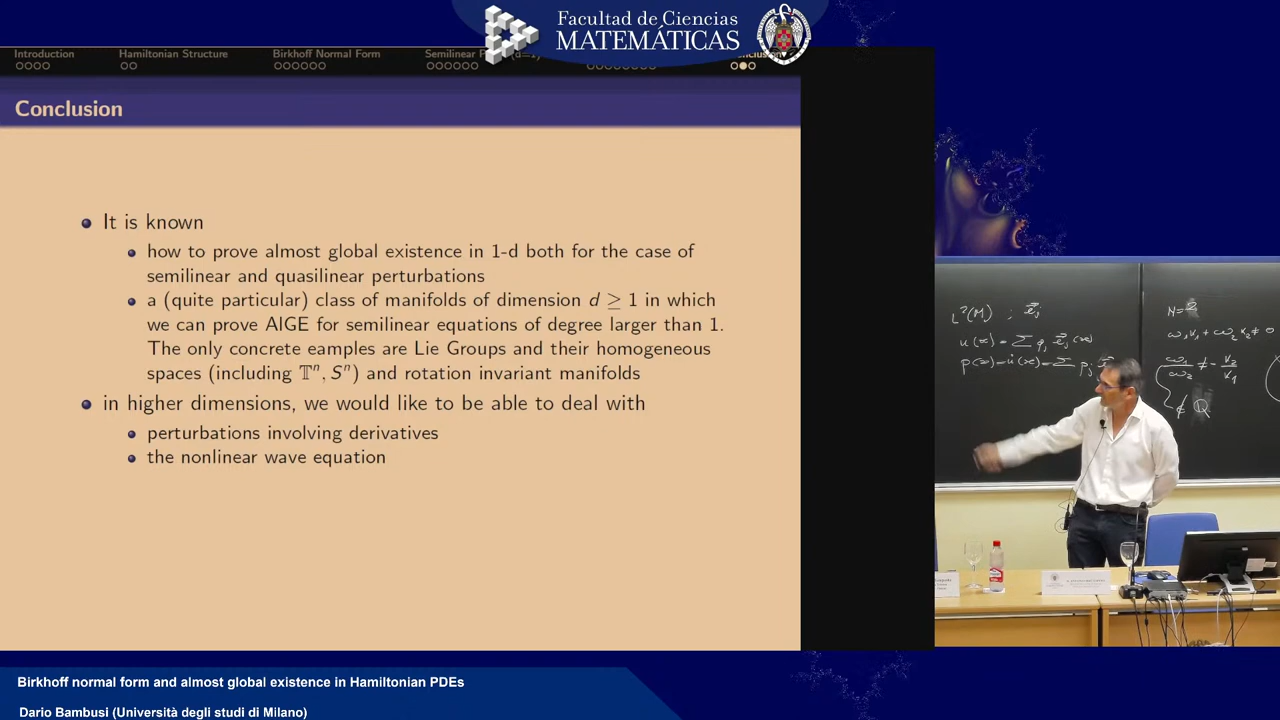 Facultad de Ciencias
MATEMÁTICAS
Introduction
Hamiltonian Structure
Birkhoff Normal Form
Conclusion
It is known
how to prove almost global existence in 1-d both for the case of
semilinear and quasilinear perturbations
a (quite particular) class of manifolds of dimension d ≥ 1 in which
we can prove AlGE for semilinear equations of degree larger than 1.
The only concrete eamples are Lie Groups and their homogeneous
spaces (including 𝕋ⁿ, Sⁿ) and rotation invariant manifolds
in higher dimensions, we would like to be able to deal with
perturbations involving derivatives
the nonlinear wave equation
L²(M) ;
N=2
u(x) = Σ
∉ ℚ
Birkhoff normal form and almost global existence in Hamiltonian PDEs
Dario Bambusi (Università degli studi di Milano)